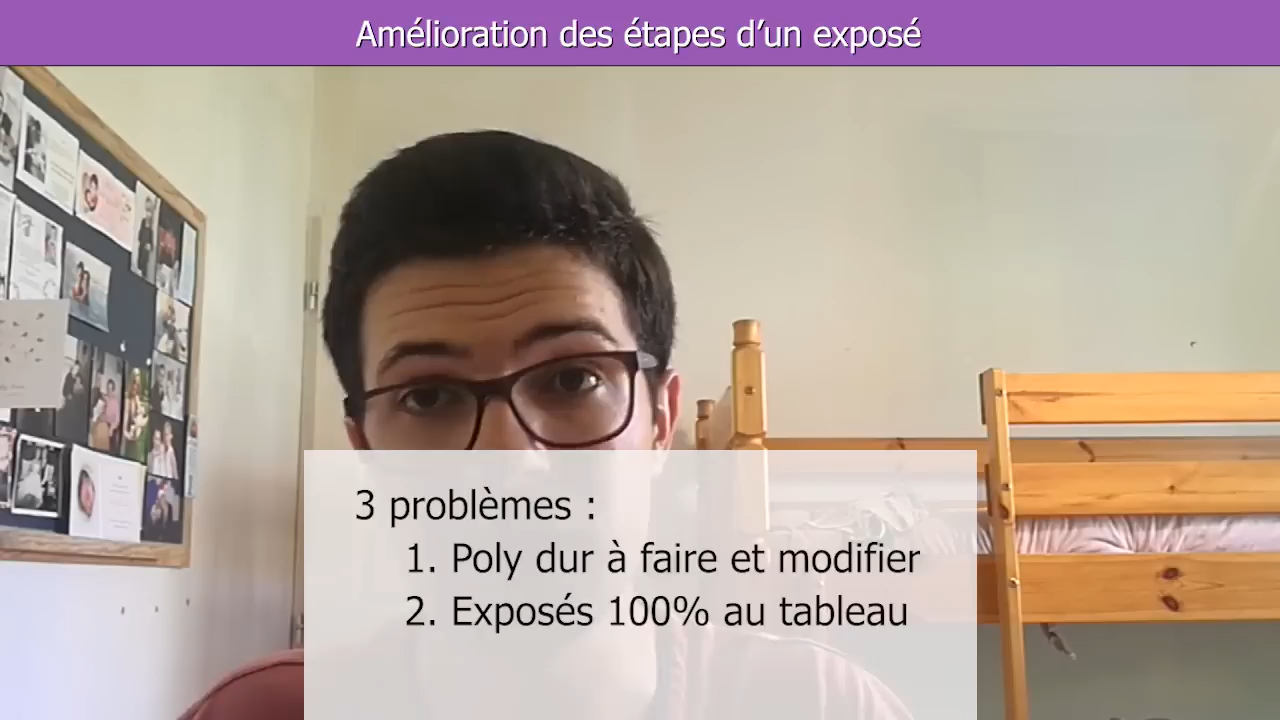 Amélioration des étapes d’un exposé
3 problèmes :
1. Poly dur à faire et modifier
2. Exposés 100% au tableau